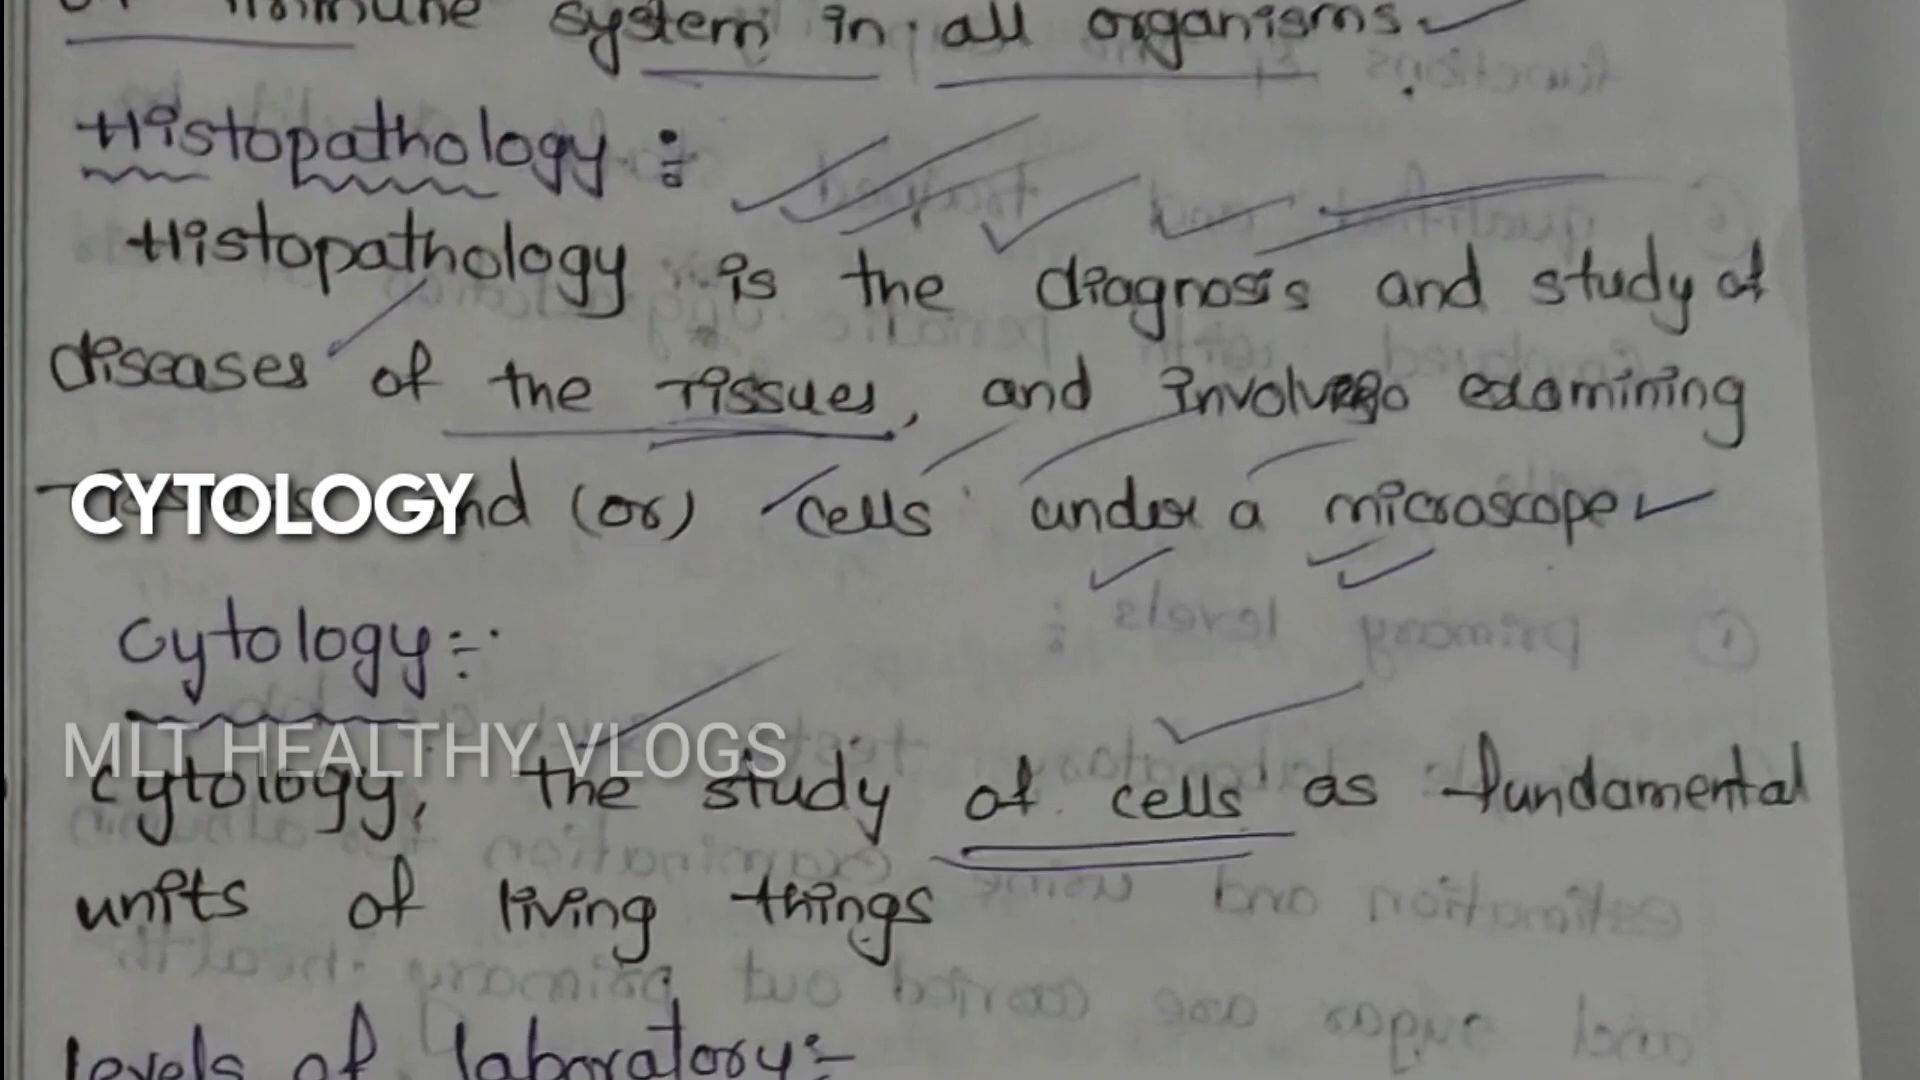 immune system in all organisms.
Histopathology :
Histopathology is the diagnosis and study of
diseases of the Tissues, and involves examining
CYTOLOGY
and (or) cells under a microscope
Cytology :-
MLT HEALTHY VLOGS
Cytology, the study of cells as fundamental
units of living things
levels of laboratory :-